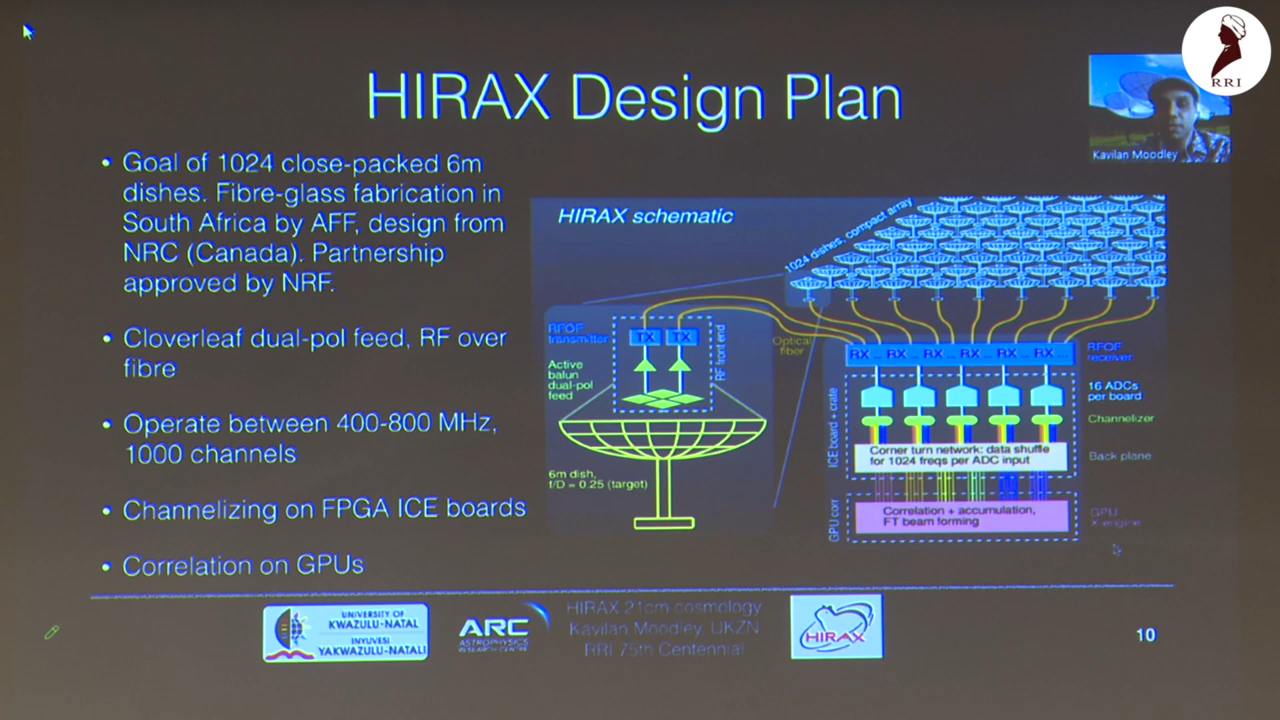 RRI
HIRAX Design Plan
Kavilan Moodley
• Goal of 1024 close-packed 6m
dishes. Fibre-glass fabrication in
South Africa by AFF, design from
NRC (Canada). Partnership
approved by NRF.
• Cloverleaf dual-pol feed, RF over
fibre
• Operate between 400-800 MHz,
1000 channels
• Channelizing on FPGA ICE boards
• Correlation on GPUs
HIRAX schematic
1024 dishes, compact array
RFOF
transmitter
TX TX
RF front end
Active
balun
dual-pol
feed
6m dish,
f/D = 0.25 (target)
Optical
fiber
RX... RX... RX... RX... RX... RX...
RFOF
receiver
16 ADCs
per board
Channelizer
ICE board + crate
Corner turn network: data shuffle
for 1024 freqs per ADC input
Back plane
GPU corr
Correlation + accumulation,
FT beam forming
GPU
X-engine
UNIVERSITY OF
KWAZULU-NATAL
INYUVESI
YAKWAZULU-NATALI
ARC
ASTROPHYSICS
RESEARCH CENTRE
HIRAX 21cm cosmology
Kavilan Moodley, UKZN
RRI 75th Centennial
HIRAX
10